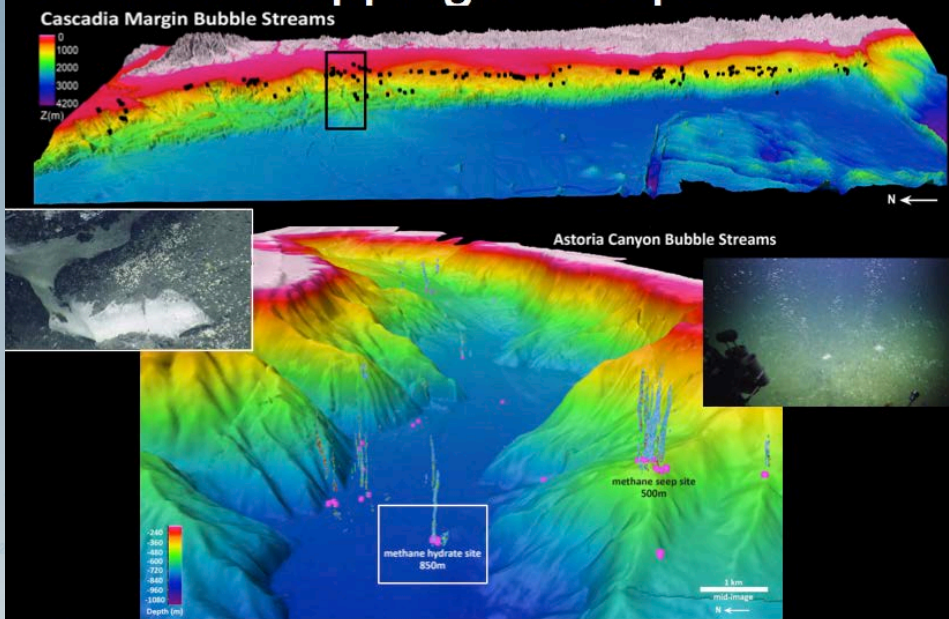 Cascadia Margin Bubble Streams
0
1000
2000
3000
4200
Z(m)
N
Astoria Canyon Bubble Streams
methane seep site
500m
methane hydrate site
850m
-240
-360
-480
-600
-720
-840
-960
-1080
Depth (m)
1 km
mid-image
N